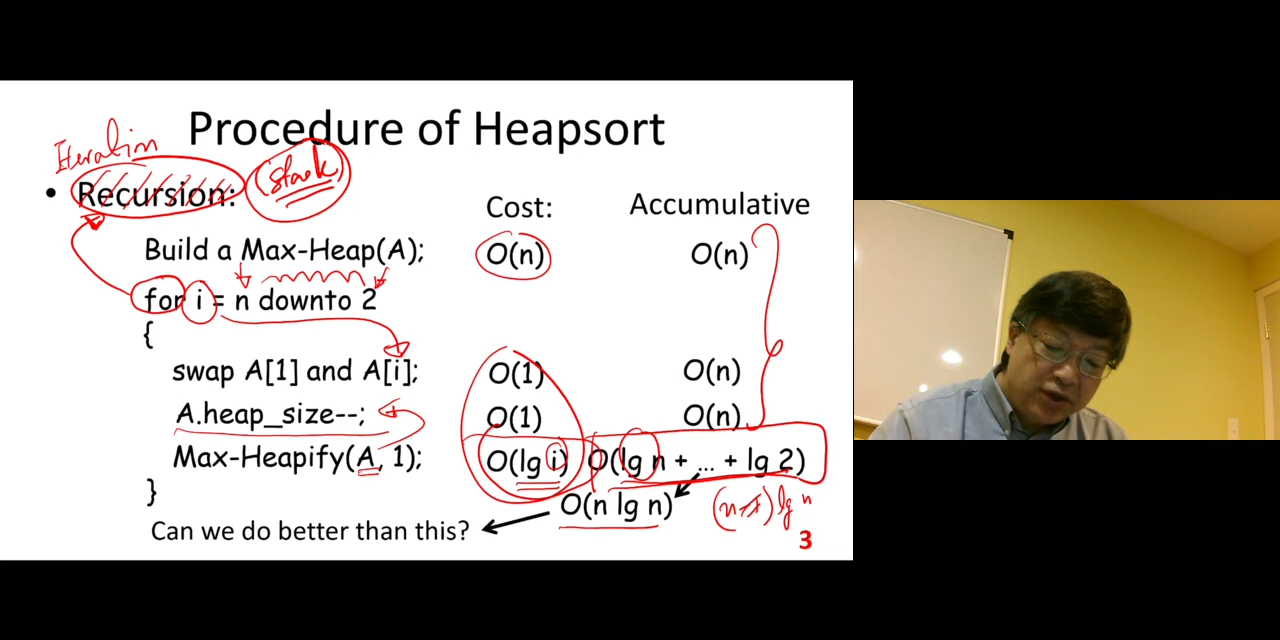 Procedure of Heapsort
Iteration
• Recursion: (stack)
Cost: Accumulative
Build a Max-Heap(A); O(n) O(n)
for i = n downto 2
{
swap A[1] and A[i]; O(1) O(n)
A.heap_size--; O(1) O(n)
Max-Heapify(A, 1); O(lg i) O(lg n + ... + lg 2)
}
O(n lg n) (n-1) lg n
Can we do better than this?
3